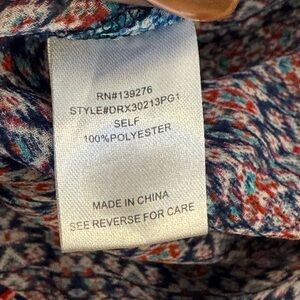 RN#139276
STYLE#DRX30213PG1
SELF
100%POLYESTER
MADE IN CHINA
SEE REVERSE FOR CARE